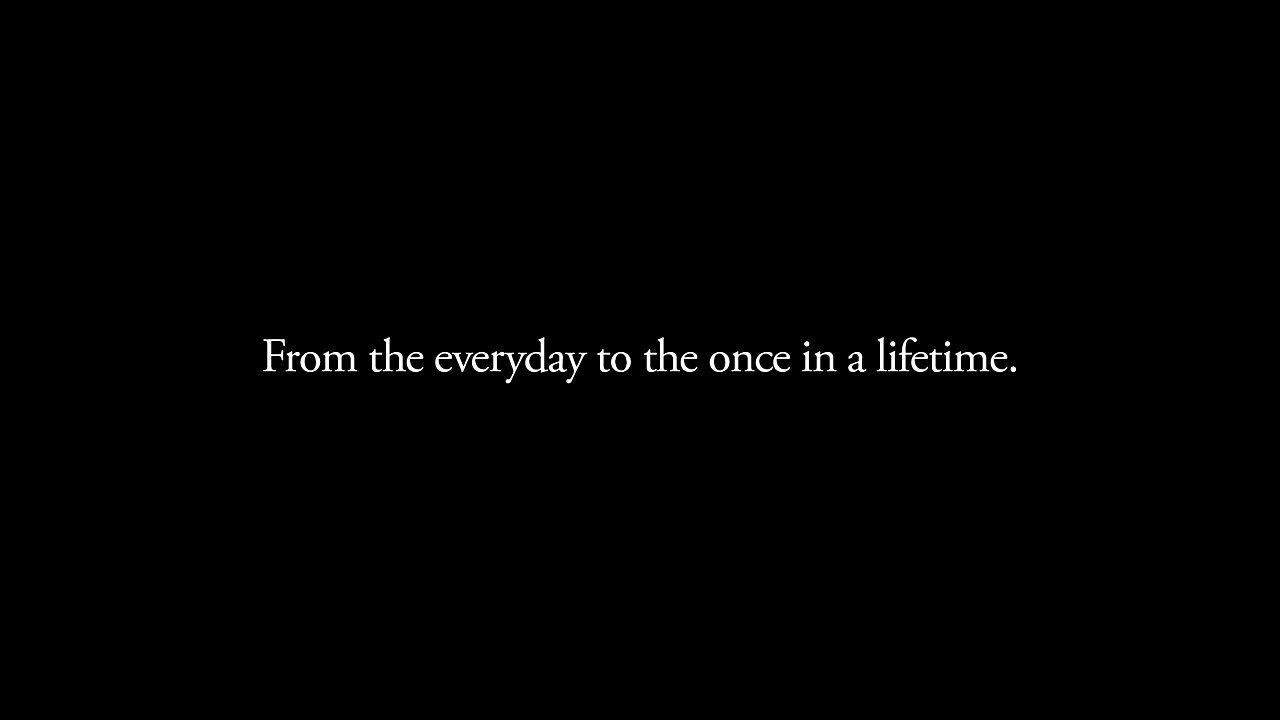 From the everyday to the once in a lifetime.